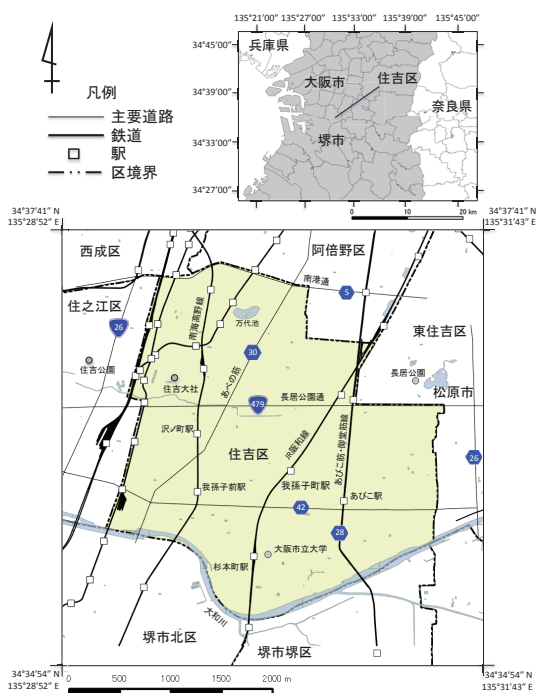 135°21'00" 135°27'00" 135°33'00" 135°39'00" 135°45'00"
34°45'00"
34°39'00"
34°33'00"
34°27'00"
兵庫県
大阪市
住吉区
奈良県
堺市
0 10 20 km
凡例
主要道路
鉄道
駅
区境界
34°37'41" N
135°28'52" E
34°37'41" N
135°31'43" E
西成区
阿倍野区
南港通
5
住之江区
26
南海高野線
万代池
東住吉区
30
住吉公園
長居公園
住吉大社
あべの筋
松原市
479
長居公園通
沢ノ町駅
JR阪和線
あびこ筋・御堂筋線
住吉区
26
我孫子前駅
我孫子町駅
あびこ駅
42
28
大阪市立大学
杉本町駅
大和川
堺市北区
堺市堺区
34°34'54" N
135°28'52" E
34°34'54" N
135°31'43" E
0 500 1000 2000 m